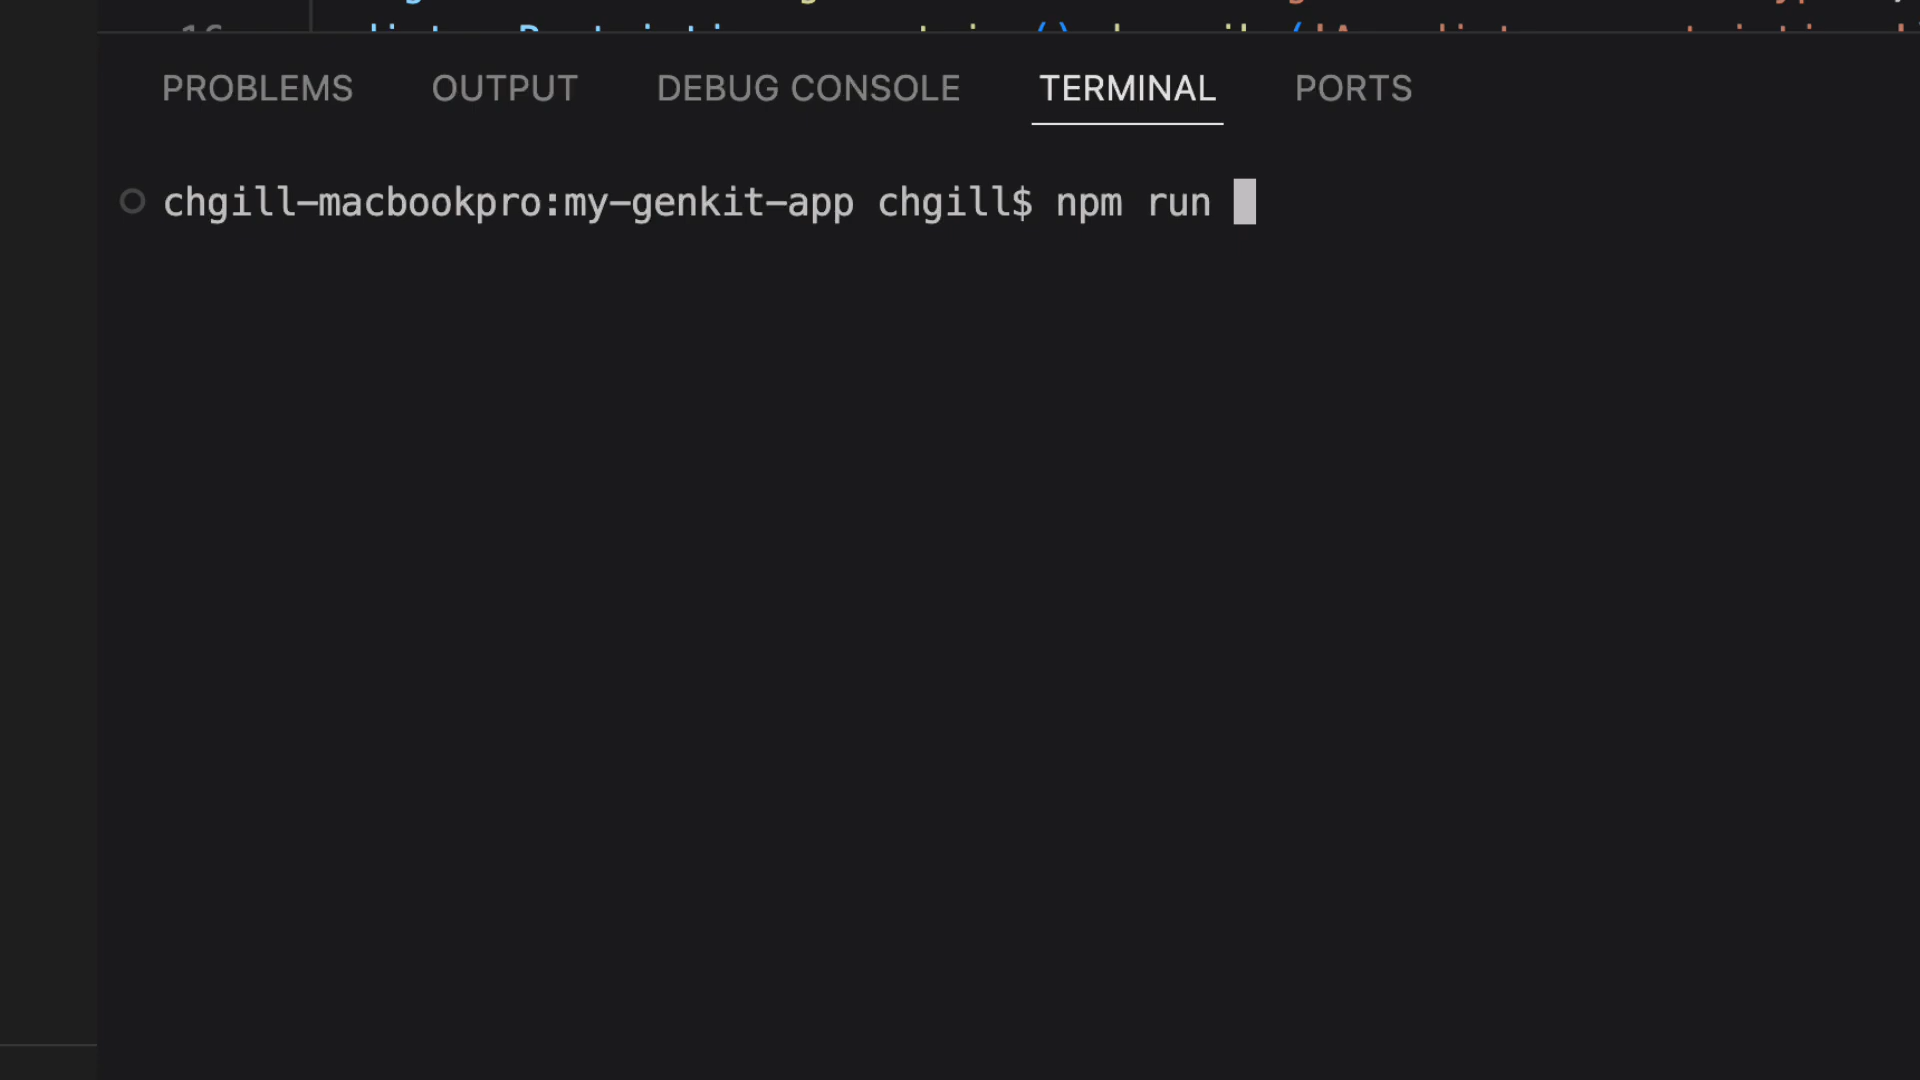 PROBLEMS OUTPUT DEBUG CONSOLE TERMINAL PORTS
chgill-macbookpro:my-genkit-app chgill$ npm run